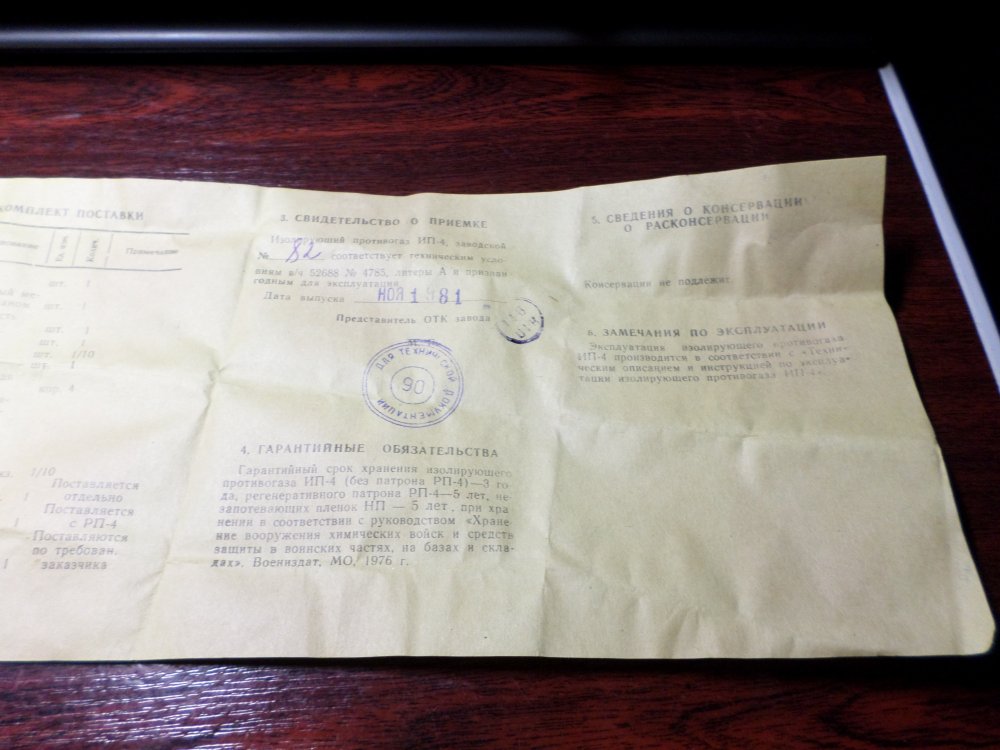 КОМПЛЕКТ ПОСТАВКИ
Ед. изм.
Колич.
Примечание
шт. 1
шт. 1
шт. 1
шт. 1/10
шт. 1
кор. 4
1/10
Поставляется
1 отдельно
Поставляется
1 с РП-4
Поставляются
по требован.
1 заказчика
3. СВИДЕТЕЛЬСТВО О ПРИЕМКЕ
Изолирующий противогаз ИП-4, заводской
№ 82 соответствует техническим усло-
виям в/ч 52688 № 4785, литеры А и признан
годным для эксплуатации.
Дата выпуска НОЯ 1981
Представитель ОТК завода
ДЛЯ ТЕХНИЧЕСКОЙ ДОКУМЕНТАЦИИ
90
4. ГАРАНТИЙНЫЕ ОБЯЗАТЕЛЬСТВА
Гарантийный срок хранения изолирующего
противогаза ИП-4 (без патрона РП-4)—3 го-
да, регенеративного патрона РП-4—5 лет, не-
запотевающих пленок НП — 5 лет, при хра
нении в соответствии с руководством «Хране-
ние вооружения химических войск и средств
защиты в воинских частях, на базах и скла-
дах». Воениздат, МО, 1976 г.
5. СВЕДЕНИЯ О КОНСЕРВАЦИИ
О РАСКОНСЕРВАЦИИ
Консервации не подлежит.
6. ЗАМЕЧАНИЯ ПО ЭКСПЛУАТАЦИИ
Эксплуатация изолирующего противогаза
ИП-4 производится в соответствии с «Техни-
ческим описанием и инструкцией по эксплуа-
тации изолирующего противогаза ИП-4».